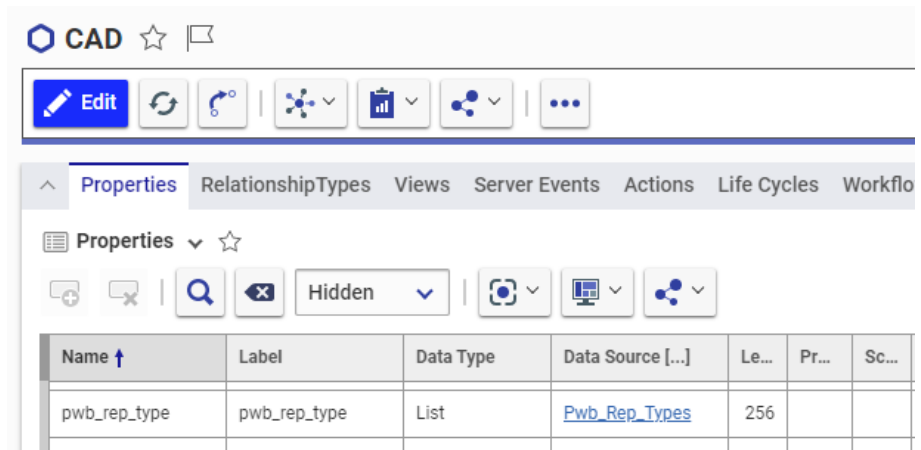 CAD
Edit
Properties RelationshipTypes Views Server Events Actions Life Cycles Workflo
Properties
Hidden
Name Label Data Type Data Source [...] Le... Pr... Sc...
pwb_rep_type pwb_rep_type List Pwb_Rep_Types 256